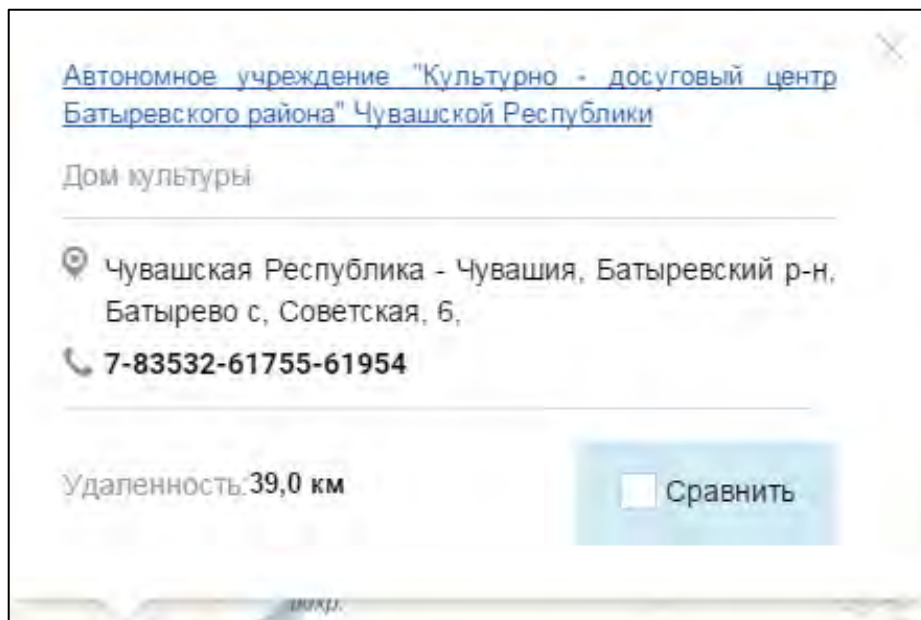 Автономное учреждение "Культурно - досуговый центр
Батыревского района" Чувашской Республики
Дом культуры
Чувашская Республика - Чувашия, Батыревский р-н,
Батырево с, Советская, 6,
7-83532-61755-61954
Удаленность:39,0 км
Сравнить